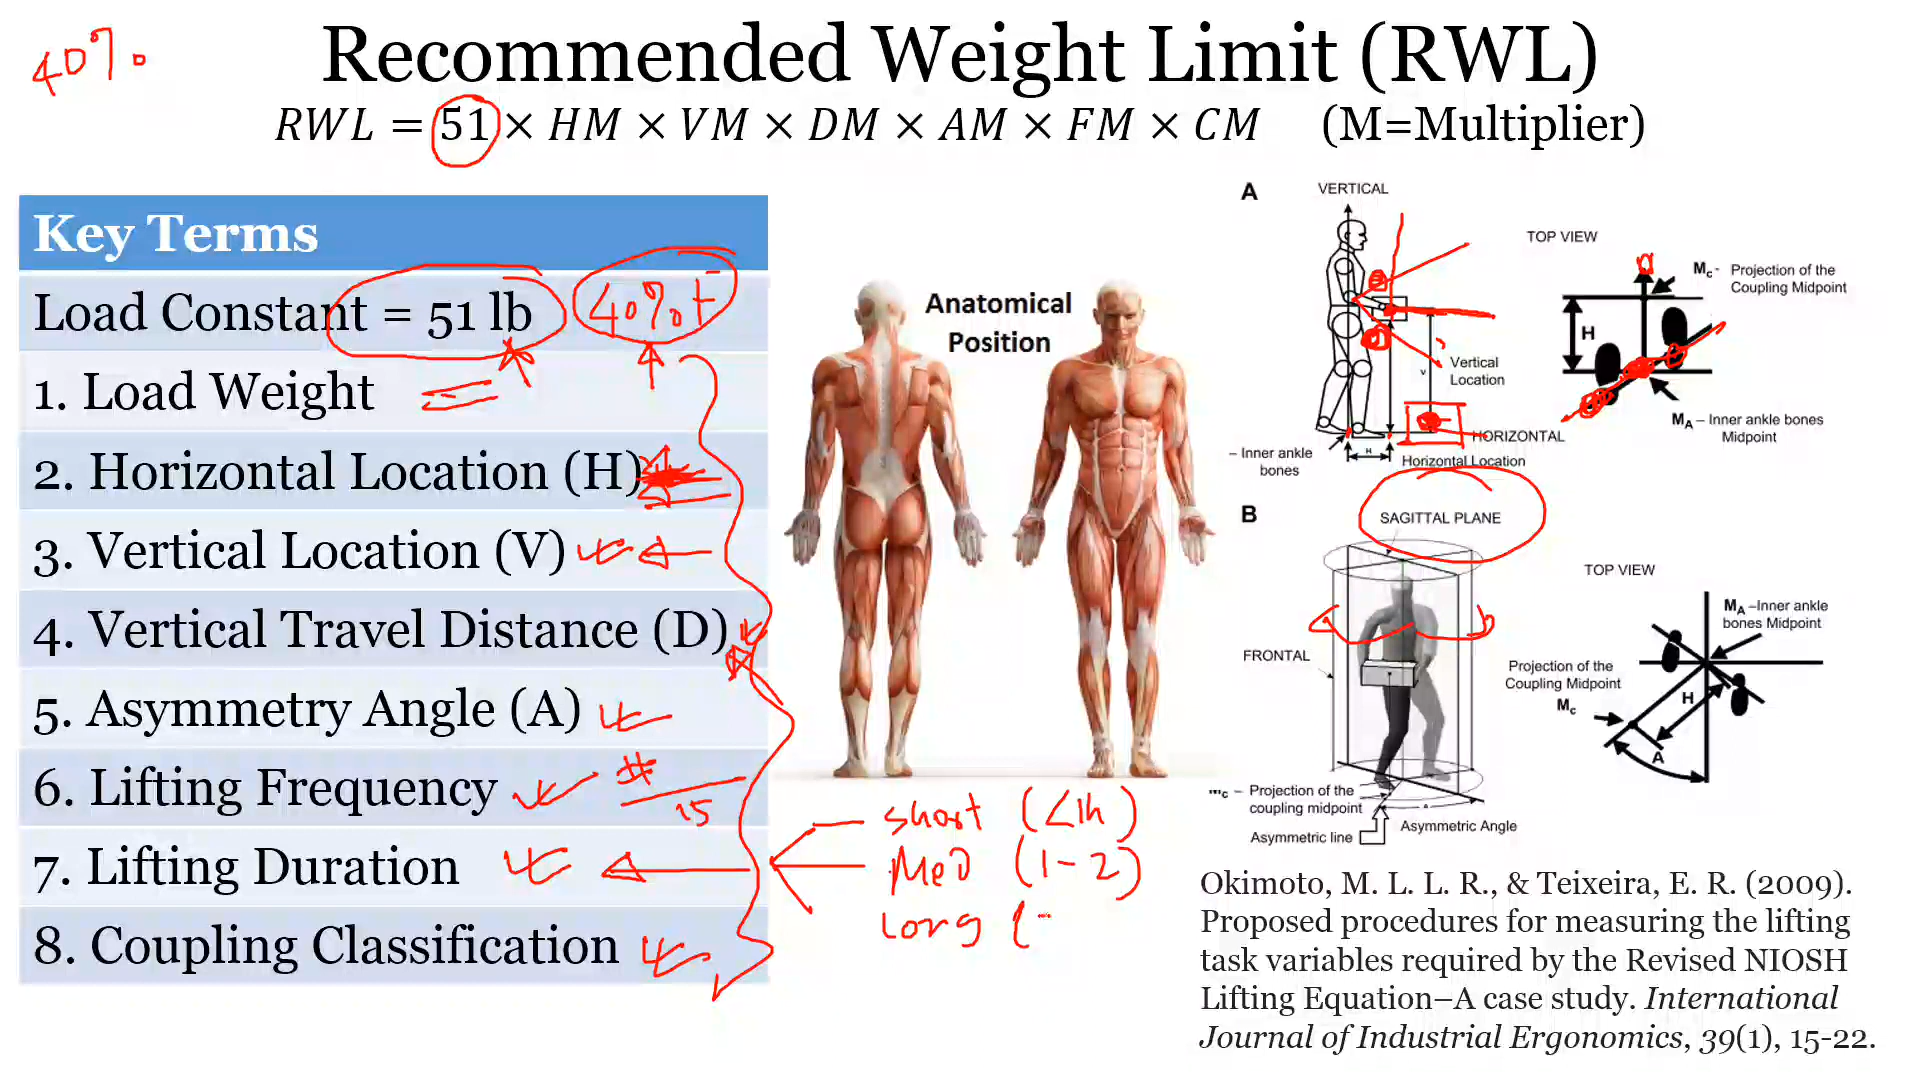 40%
Recommended Weight Limit (RWL)
RWL = 51 × HM × VM × DM × AM × FM × CM (M=Multiplier)
Key Terms
Load Constant = 51 lb 40% F
1. Load Weight
2. Horizontal Location (H)
3. Vertical Location (V)
4. Vertical Travel Distance (D)
5. Asymmetry Angle (A)
6. Lifting Frequency # 15
7. Lifting Duration
8. Coupling Classification
short (<1h)
Med (1-2)
long (-
Anatomical
Position
A
VERTICAL
Vertical
Location
V
HORIZONTAL
Inner ankle
bones
H
Horizontal Location
TOP VIEW
Mc - Projection of the
Coupling Midpoint
H
MA – Inner ankle bones
Midpoint
B
SAGITTAL PLANE
FRONTAL
Mc – Projection of the
coupling midpoint
Asymmetric line
Asymmetric Angle
TOP VIEW
MA –Inner ankle
bones Midpoint
Projection of the
Coupling Midpoint
Mc
H
A
Okimoto, M. L. L. R., & Teixeira, E. R. (2009).
Proposed procedures for measuring the lifting
task variables required by the Revised NIOSH
Lifting Equation–A case study. International
Journal of Industrial Ergonomics, 39(1), 15-22.